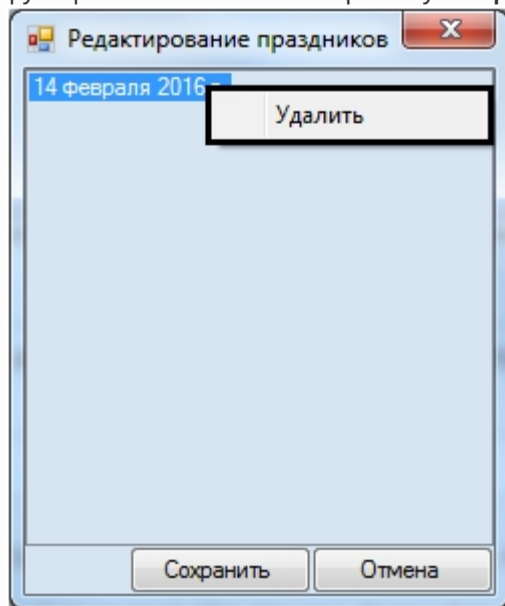 Редактирование праздников
14 февраля 2016 г.
Удалить
Сохранить
Отмена